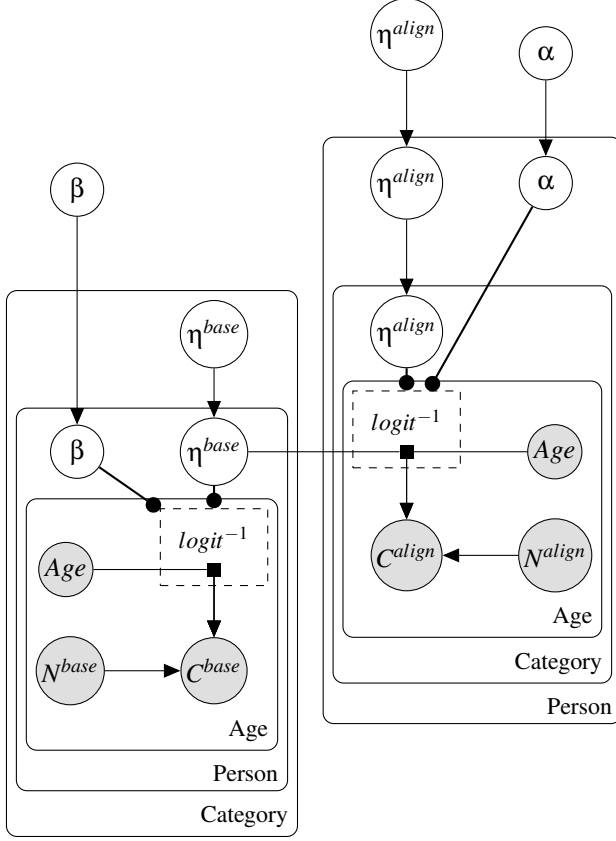 η^align
α
η^align
α
β
η^base
η^align
logit⁻¹
Age
β
η^base
logit⁻¹
Age
C^align
N^align
Age
Category
Person
N^base
C^base
Age
Person
Category